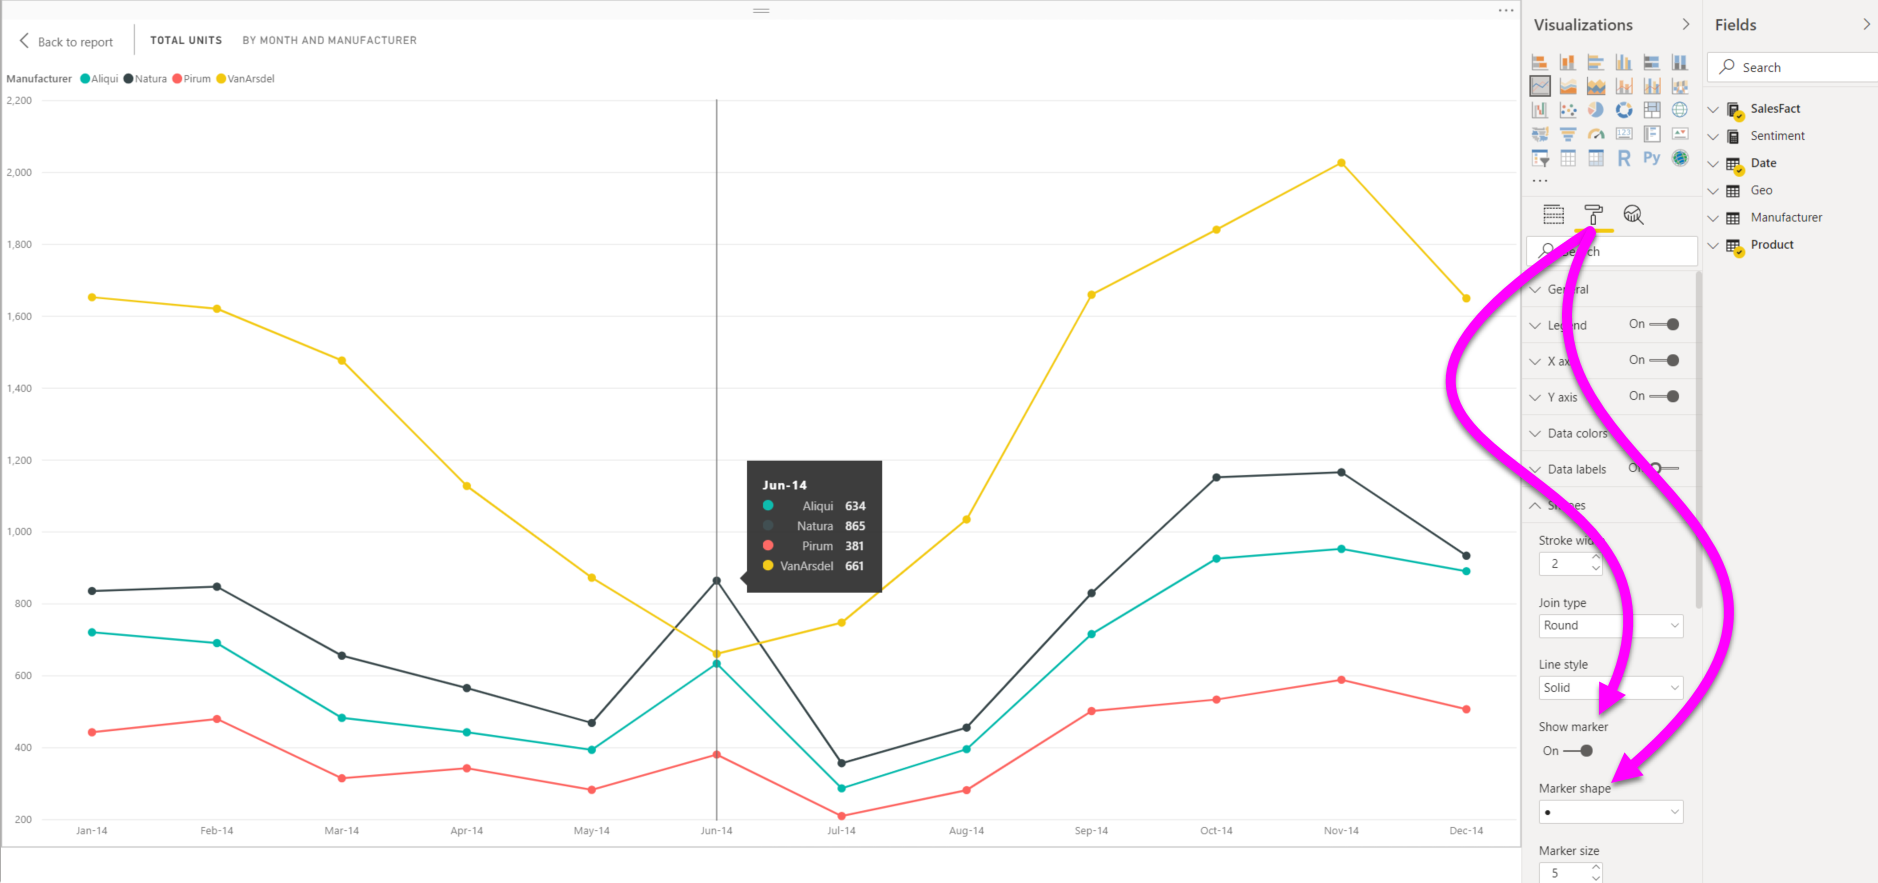 Back to report
TOTAL UNITS BY MONTH AND MANUFACTURER
Manufacturer Aliqui Natura Pirum VanArsdel
2,200
2,000
1,800
1,600
1,400
1,200
1,000
800
600
400
200
Jan-14 Feb-14 Mar-14 Apr-14 May-14 Jun-14 Jul-14 Aug-14 Sep-14 Oct-14 Nov-14 Dec-14
Jun-14
Aliqui 634
Natura 865
Pirum 381
VanArsdel 661
Visualizations
R Py
General
Legend On
X On
Y axis On
Data colors
Data labels
Shapes
Stroke
2
Join type
Round
Line style
Solid
Show marker
On
Marker shape
Marker size
5
Fields
Search
SalesFact
Sentiment
Date
Geo
Manufacturer
Product